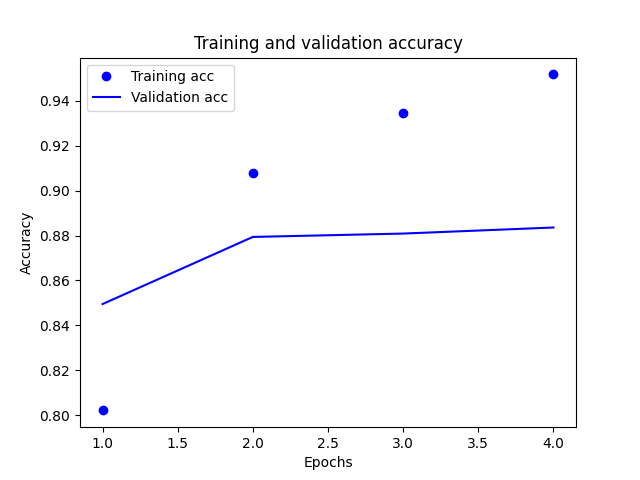 Training and validation accuracy
Training acc
Validation acc
0.94
0.92
0.90
0.88
0.86
0.84
0.82
0.80
Accuracy
1.0 1.5 2.0 2.5 3.0 3.5 4.0
Epochs